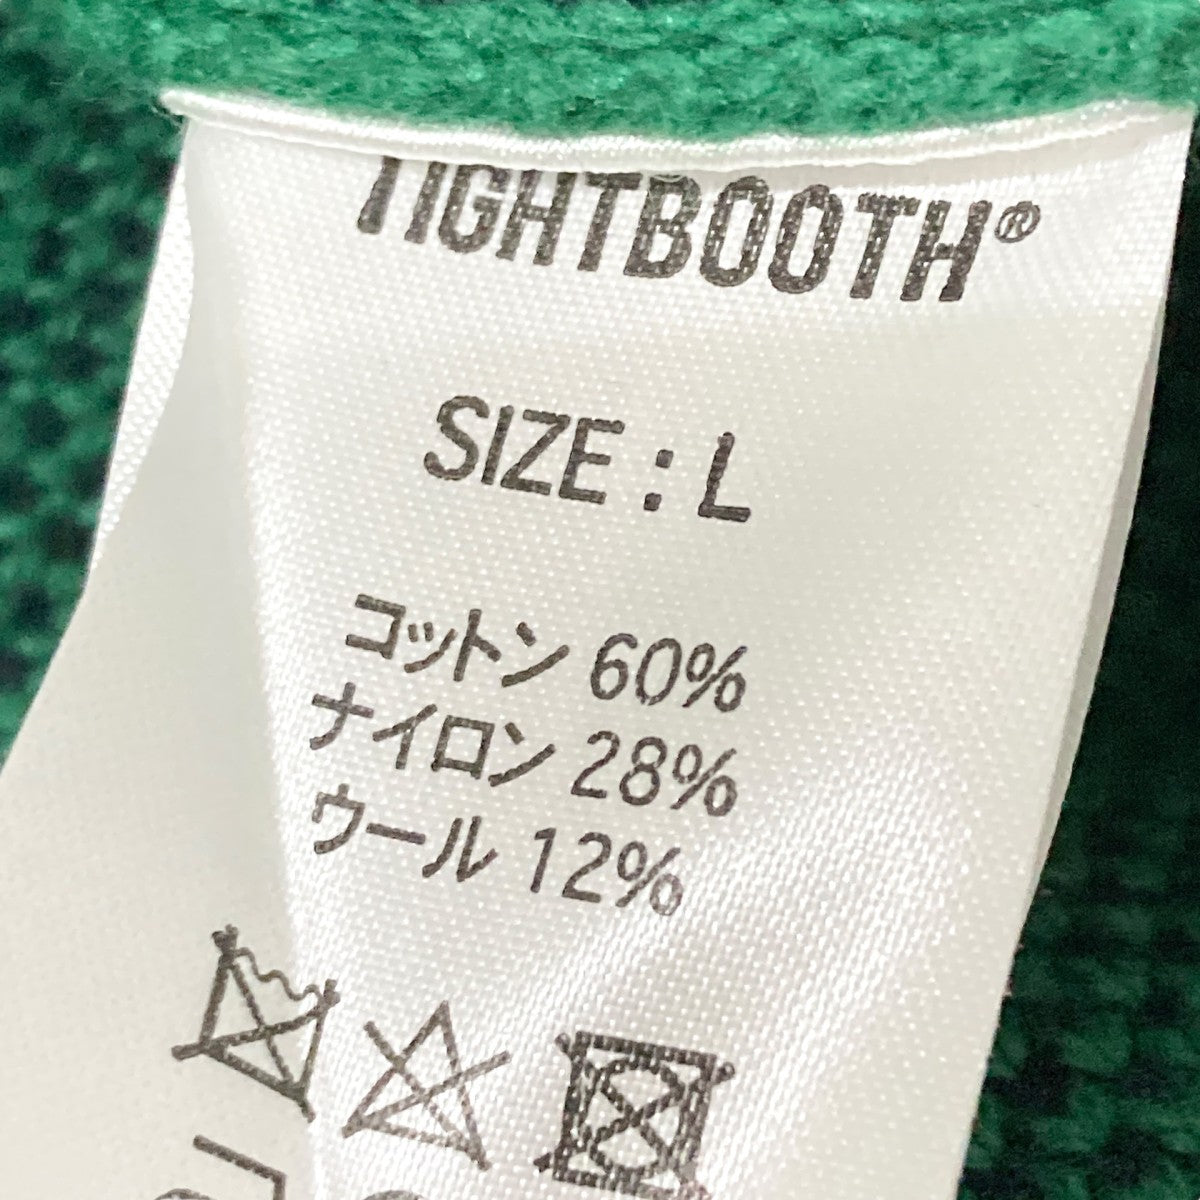 TIGHTBOOTH®
SIZE : L
コットン 60%
ナイロン 28%
ウール 12%